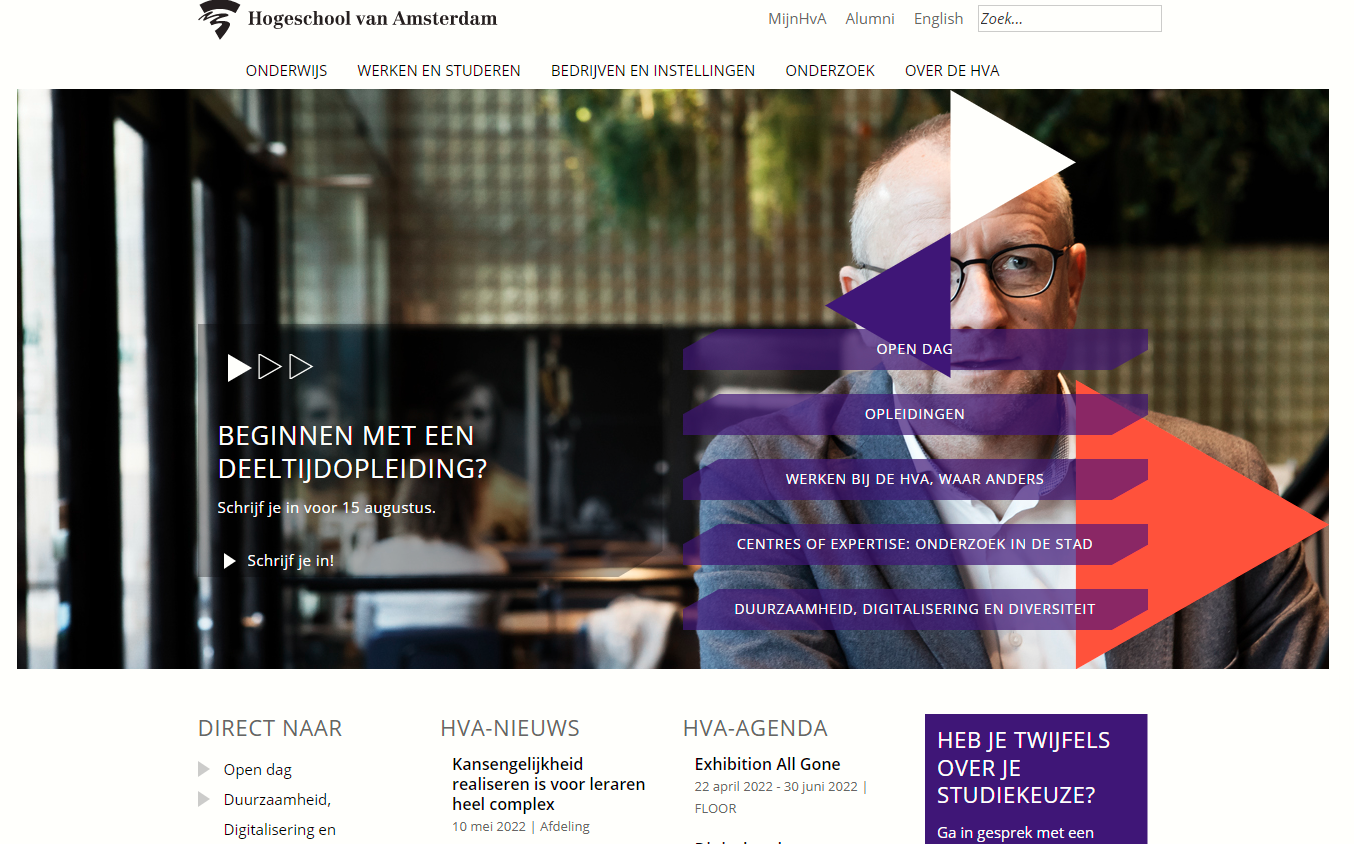 Hogeschool van Amsterdam
MijnHvA Alumni English Zoek...
ONDERWIJS WERKEN EN STUDEREN BEDRIJVEN EN INSTELLINGEN ONDERZOEK OVER DE HVA
BEGINNEN MET EEN
DEELTIJDOPLEIDING?
Schrijf je in voor 15 augustus.
Schrijf je in!
OPEN DAG
OPLEIDINGEN
WERKEN BIJ DE HVA, WAAR ANDERS
CENTRES OF EXPERTISE: ONDERZOEK IN DE STAD
DUURZAAMHEID, DIGITALISERING EN DIVERSITEIT
DIRECT NAAR
Open dag
Duurzaamheid,
Digitalisering en
HVA-NIEUWS
Kansengelijkheid
realiseren is voor leraren
heel complex
10 mei 2022 | Afdeling
HVA-AGENDA
Exhibition All Gone
22 april 2022 - 30 juni 2022 |
FLOOR
HEB JE TWIJFELS
OVER JE
STUDIEKEUZE?
Ga in gesprek met een